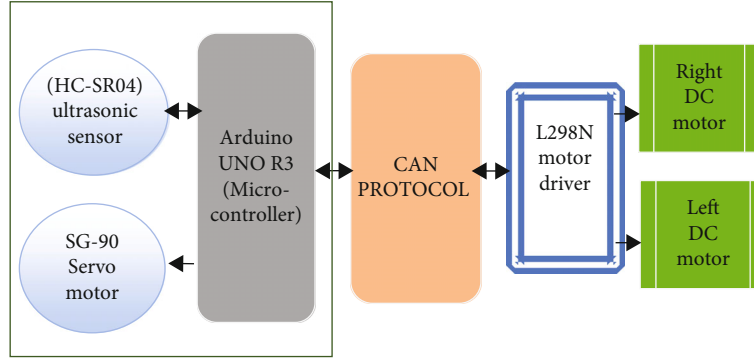 (HC-SR04)
ultrasonic
sensor
SG-90
Servo
motor
Arduino
UNO R3
(Micro-
controller)
CAN
PROTOCOL
L298N
motor
driver
Right
DC
motor
Left
DC
motor